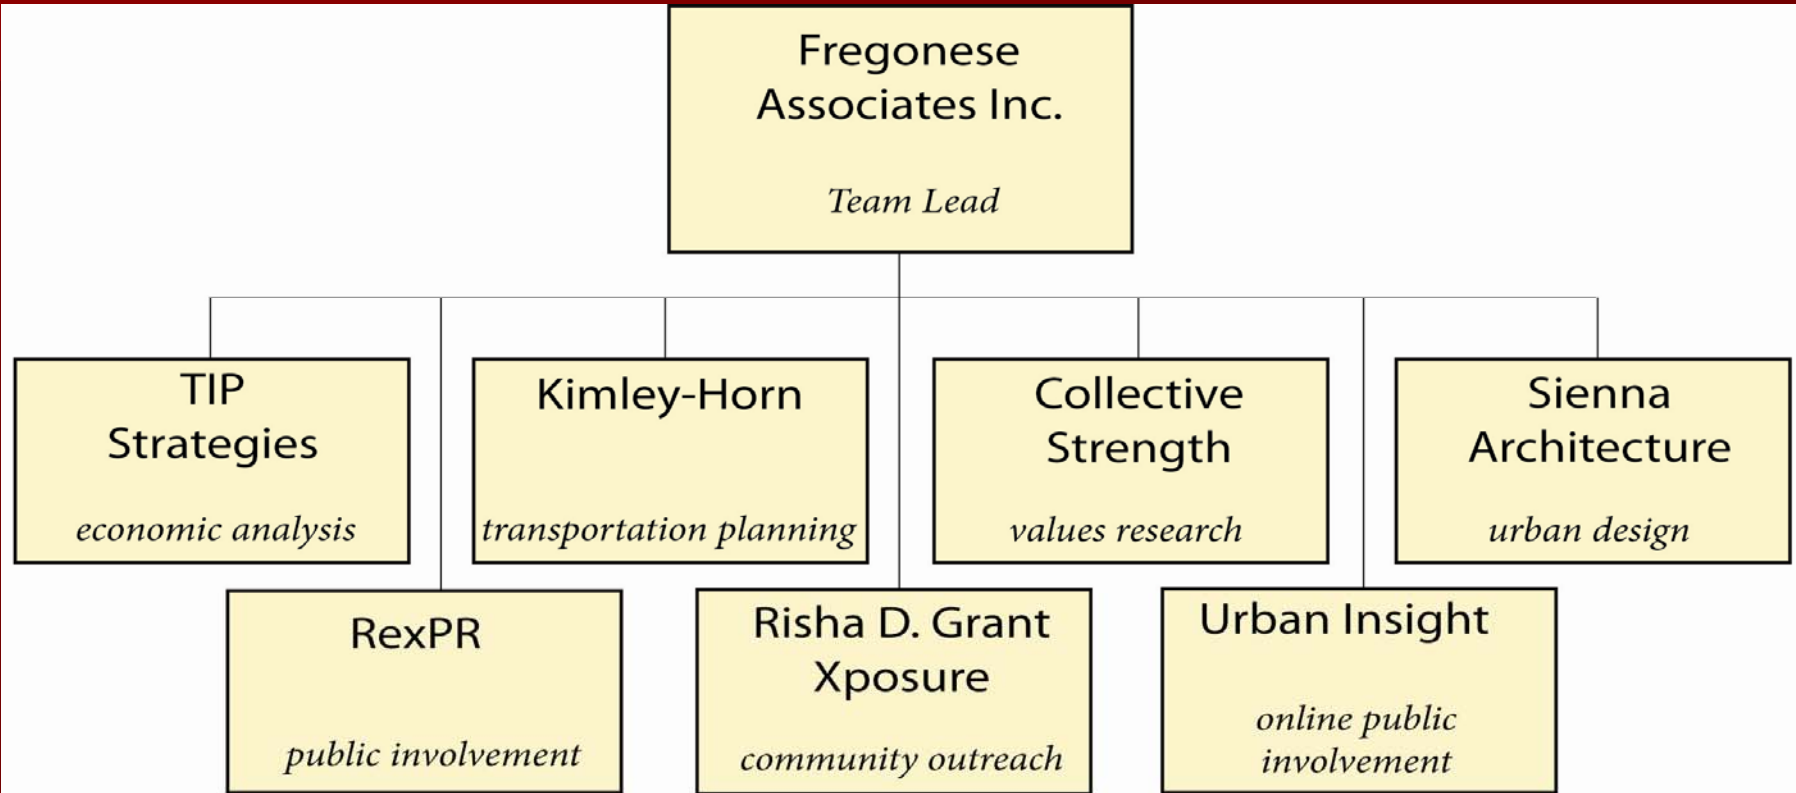 Fregonese
Associates Inc.
Team Lead
TIP
Strategies
economic analysis
Kimley-Horn
transportation planning
Collective
Strength
values research
Sienna
Architecture
urban design
RexPR
public involvement
Risha D. Grant
Xposure
community outreach
Urban Insight
online public
involvement